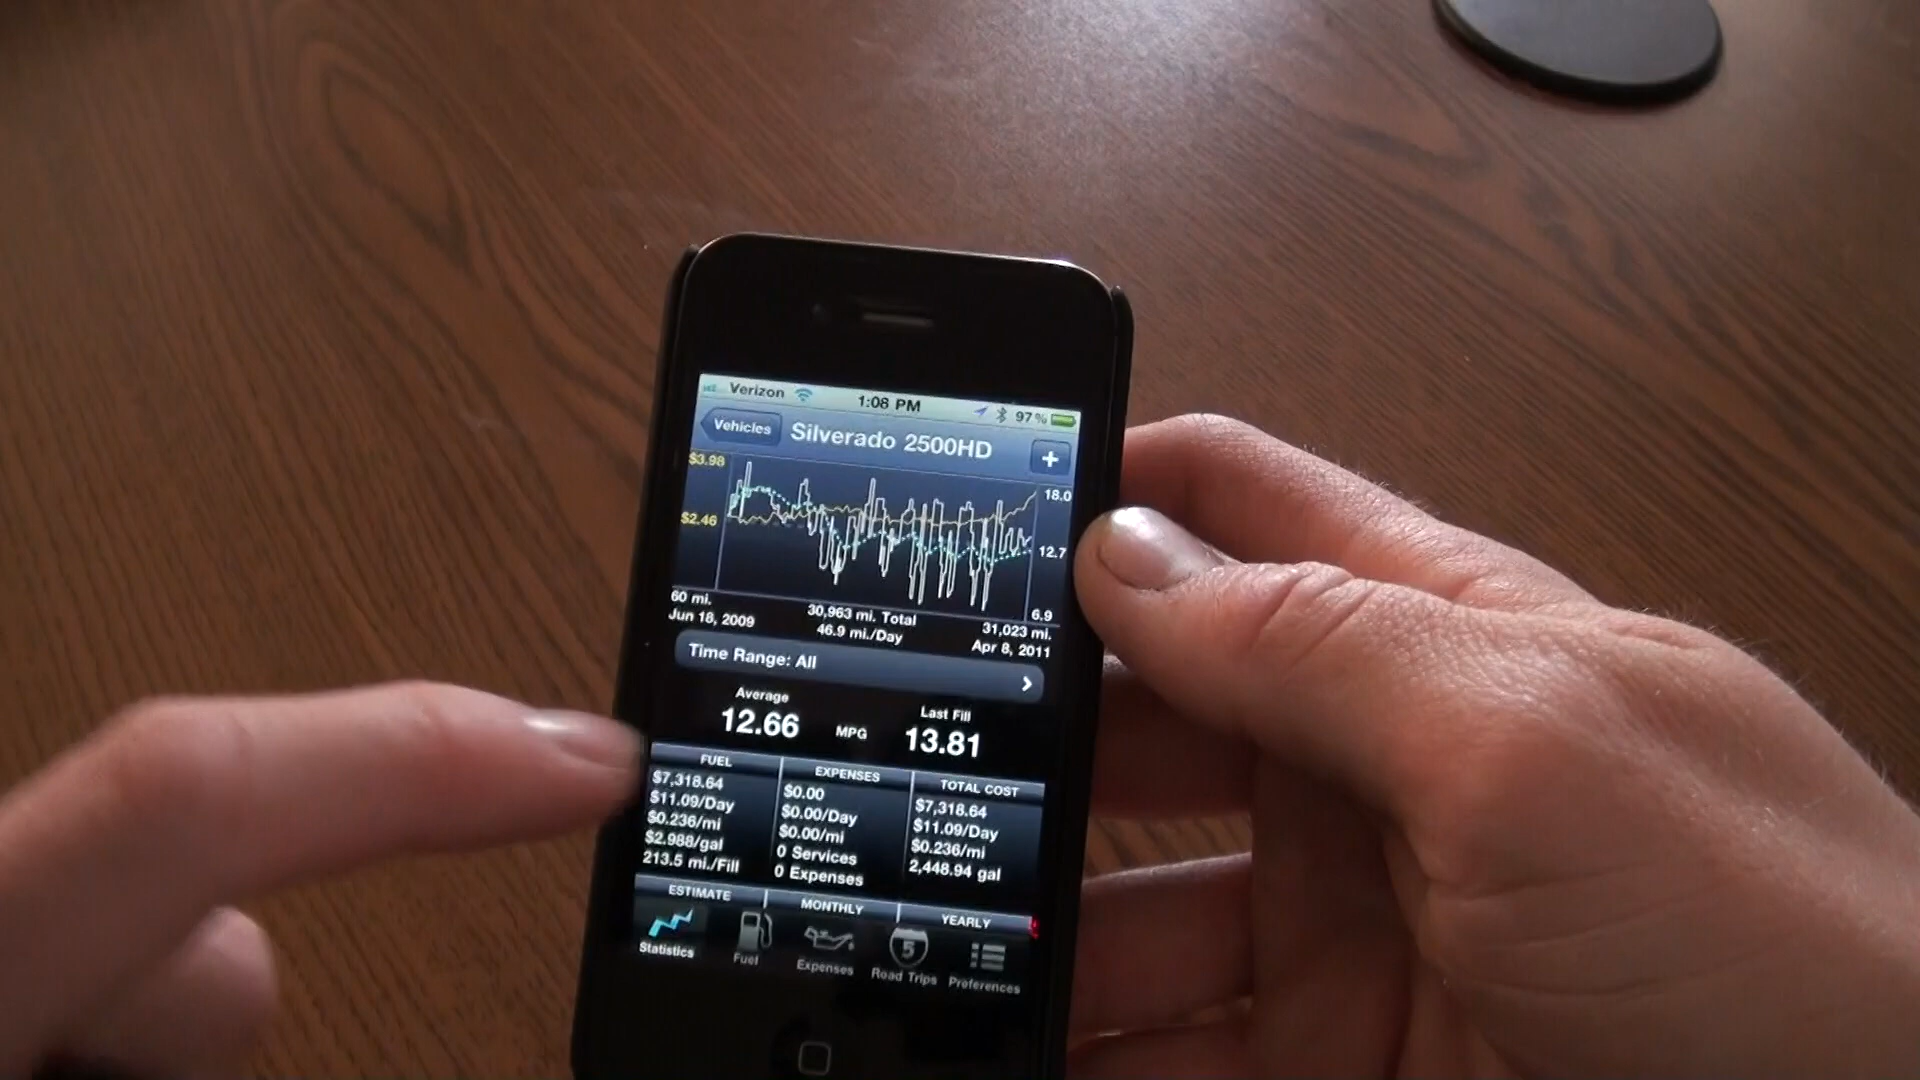 Verizon 1:08 PM 97%
Vehicles Silverado 2500HD +
$3.98
$2.46
18.0
12.7
6.9
60 mi. 30,963 mi. Total 31,023 mi.
Jun 18, 2009 46.9 mi./Day Apr 8, 2011
Time Range: All
Average Last Fill
12.66 MPG 13.81
FUEL
$7,318.64
$11.09/Day
$0.236/mi
$2.988/gal
213.5 mi./Fill
EXPENSES
$0.00
$0.00/Day
$0.00/mi
0 Services
0 Expenses
TOTAL COST
$7,318.64
$11.09/Day
$0.236/mi
2,448.94 gal
ESTIMATE MONTHLY YEARLY
5
Statistics Fuel Expenses Road Trips Preferences